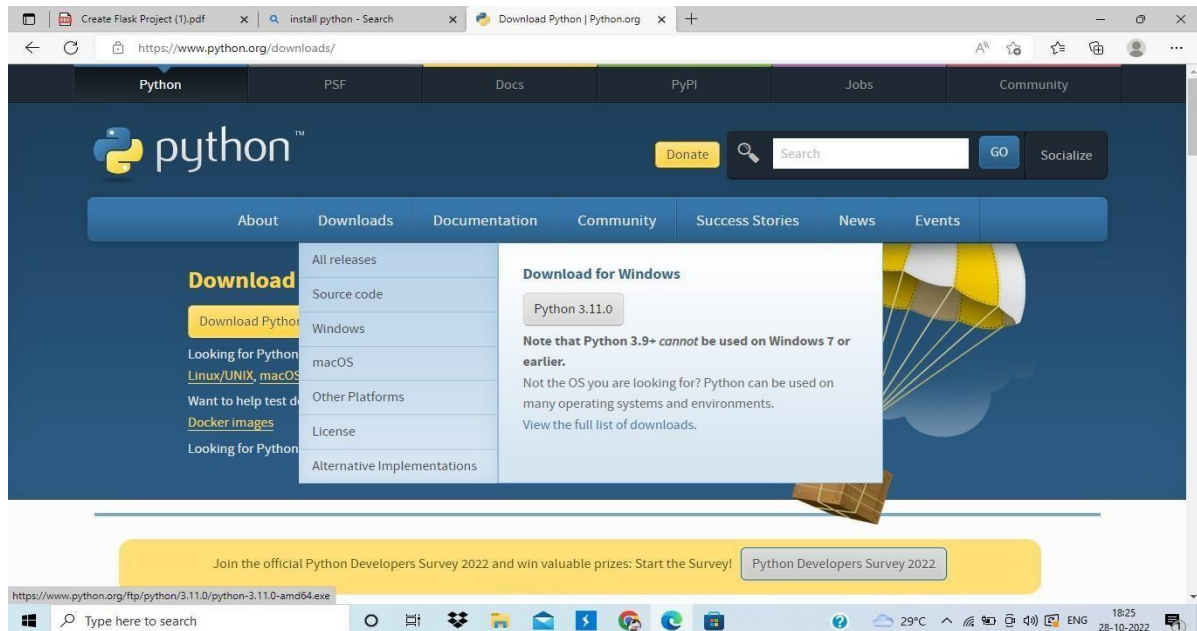 Create Flask Project (1).pdf
install python - Search
Download Python | Python.org
https://www.python.org/downloads/
Python
PSF
Docs
PyPI
Jobs
Community
python™
Donate
Search
GO
Socialize
About
Downloads
Documentation
Community
Success Stories
News
Events
Download
Download Python
Looking for Python
Linux/UNIX, macOS
Want to help test d
Docker images
Looking for Python
All releases
Source code
Windows
macOS
Other Platforms
License
Alternative Implementations
Download for Windows
Python 3.11.0
Note that Python 3.9+ cannot be used on Windows 7 or
earlier.
Not the OS you are looking for? Python can be used on
many operating systems and environments.
View the full list of downloads.
Join the official Python Developers Survey 2022 and win valuable prizes: Start the Survey!
Python Developers Survey 2022
https://www.python.org/ftp/python/3.11.0/python-3.11.0-amd64.exe
Type here to search
29°C
ENG
18:25
28-10-2022